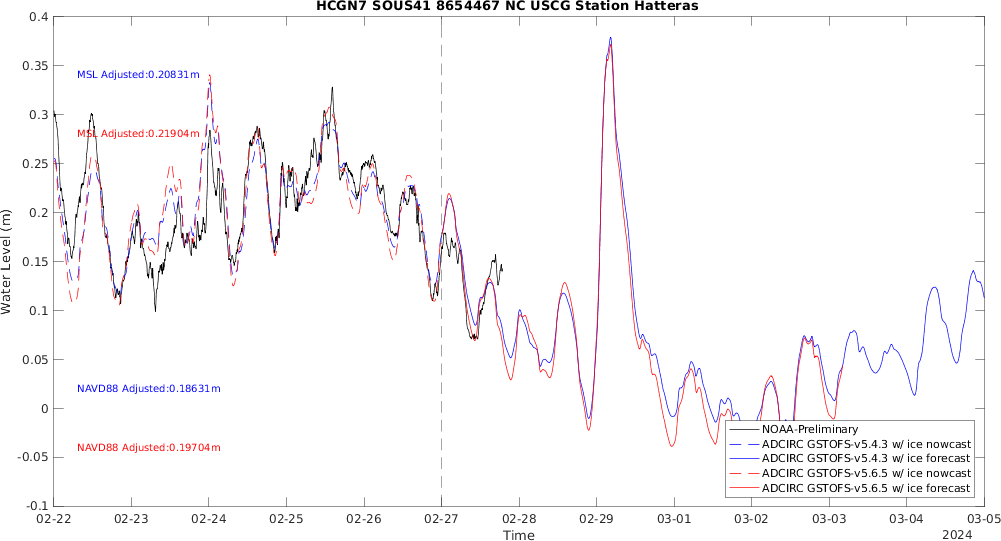 HCGN7 SOUS41 8654467 NC USCG Station Hatteras
0.4
0.35
0.3
0.25
0.2
0.15
0.1
0.05
0
-0.05
-0.1
Water Level (m)
MSL Adjusted:0.20831m
MSL Adjusted:0.21904m
NAVD88 Adjusted:0.18631m
NAVD88 Adjusted:0.19704m
NOAA-Preliminary
ADCIRC GSTOFS-v5.4.3 w/ ice nowcast
ADCIRC GSTOFS-v5.4.3 w/ ice forecast
ADCIRC GSTOFS-v5.6.5 w/ ice nowcast
ADCIRC GSTOFS-v5.6.5 w/ ice forecast
02-22 02-23 02-24 02-25 02-26 02-27 02-28 02-29 03-01 03-02 03-03 03-04 03-05
Time
2024